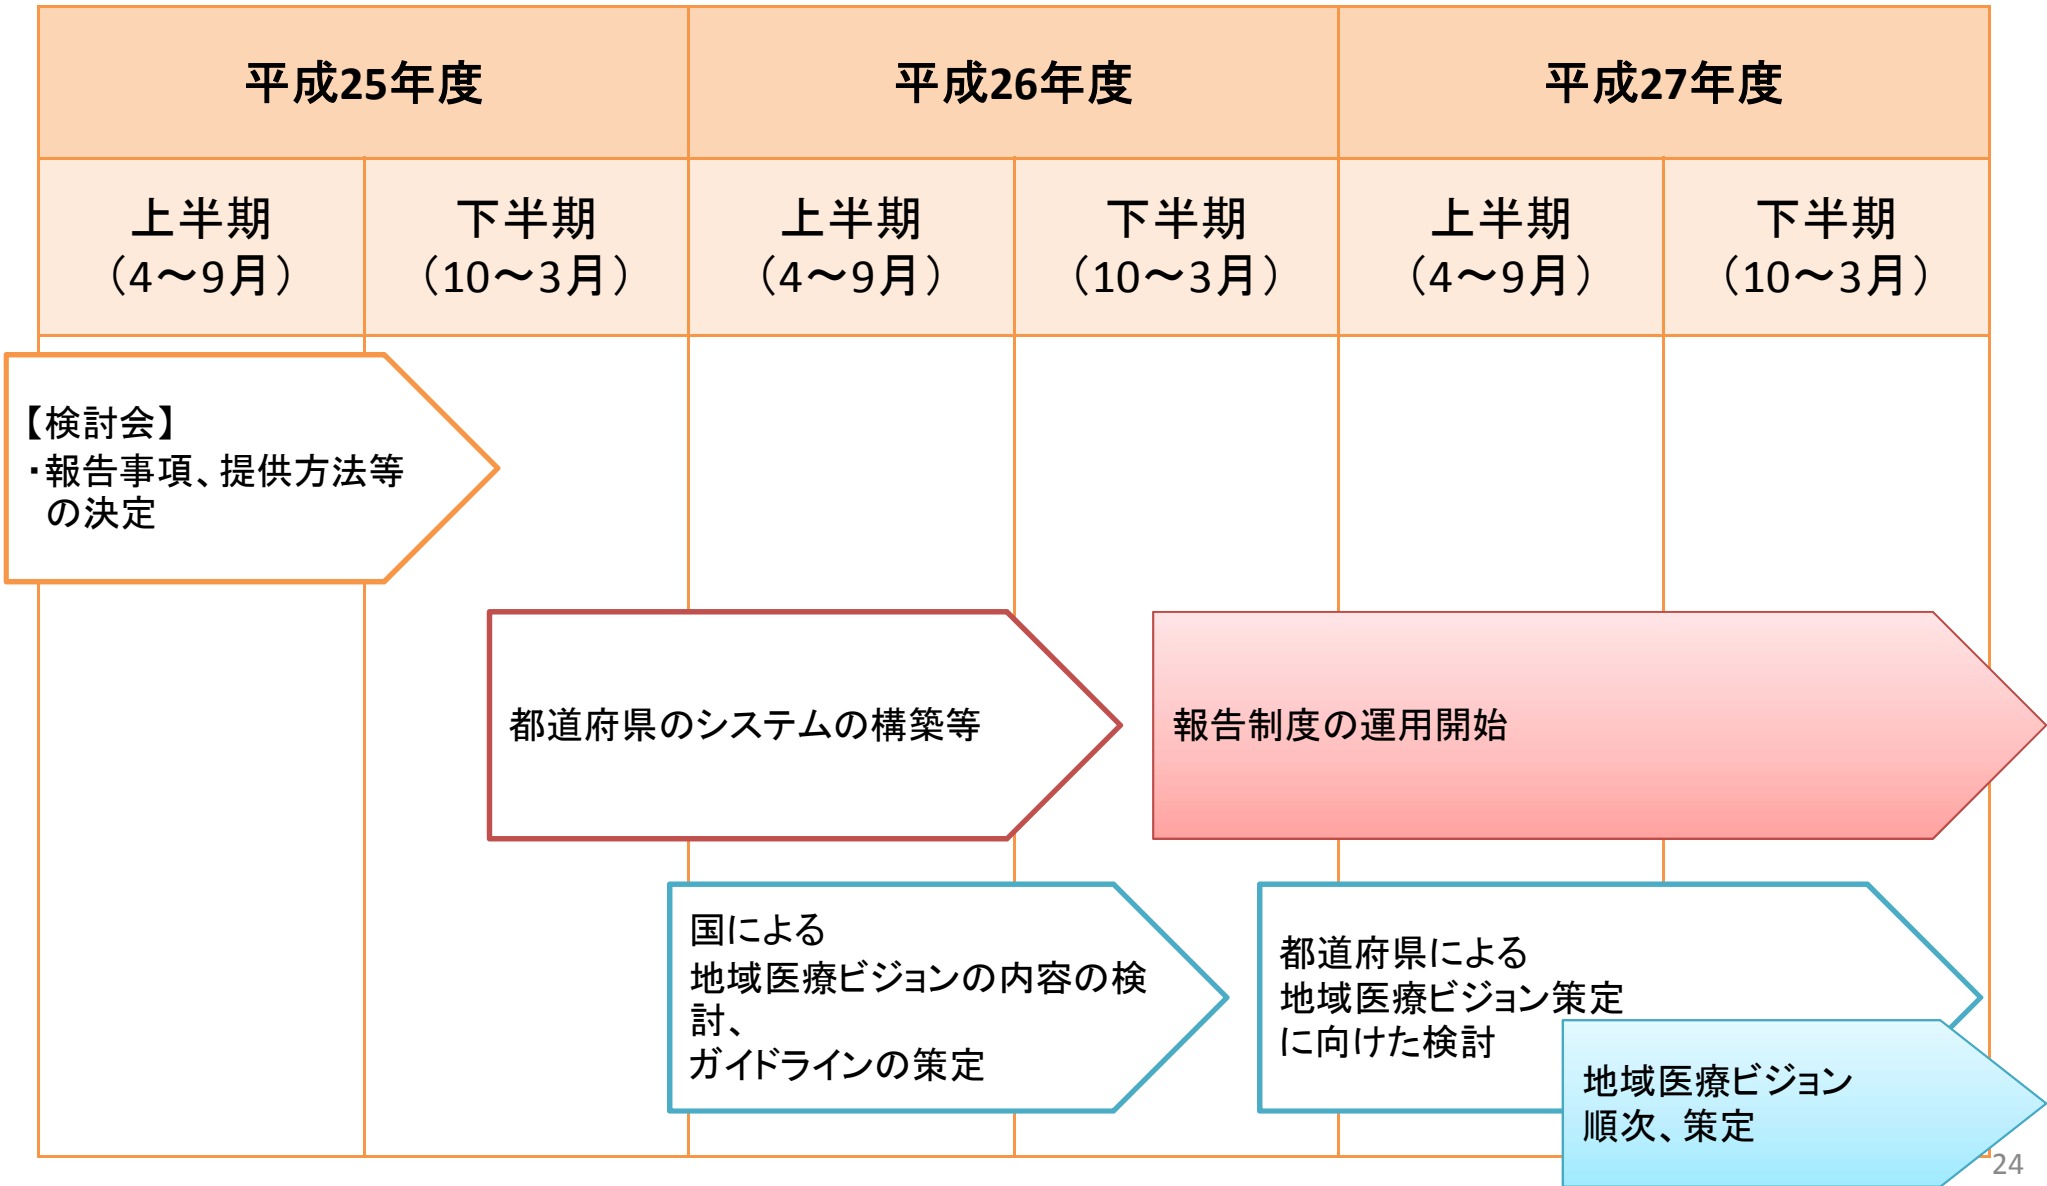 平成25年度
平成26年度
平成27年度
上半期
（4～9月）
下半期
（10～3月）
上半期
（4～9月）
下半期
（10～3月）
上半期
（4～9月）
下半期
（10～3月）
【検討会】
・報告事項、提供方法等
の決定
都道府県のシステムの構築等
報告制度の運用開始
国による
地域医療ビジョンの内容の検
討、
ガイドラインの策定
都道府県による
地域医療ビジョン策定
に向けた検討
地域医療ビジョン
順次、策定
24